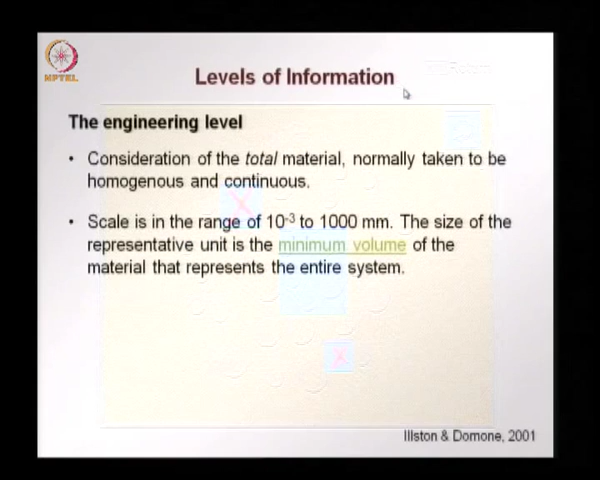 NPTEL
Levels of Information
The engineering level
• Consideration of the total material, normally taken to be
homogenous and continuous.
• Scale is in the range of 10⁻³ to 1000 mm. The size of the
representative unit is the minimum volume of the
material that represents the entire system.
Illston & Domone, 2001